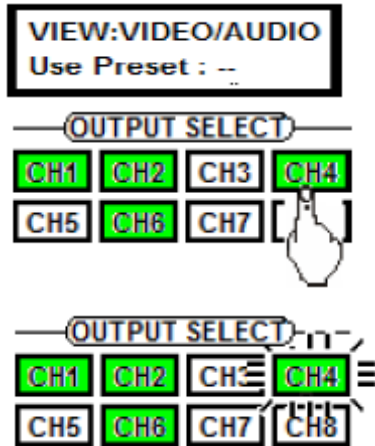 VIEW:VIDEO/AUDIO
Use Preset : --
OUTPUT SELECT
CH1 CH2 CH3 CH4
CH5 CH6 CH7
OUTPUT SELECT
CH1 CH2 CH3 CH4
CH5 CH6 CH7 CH8